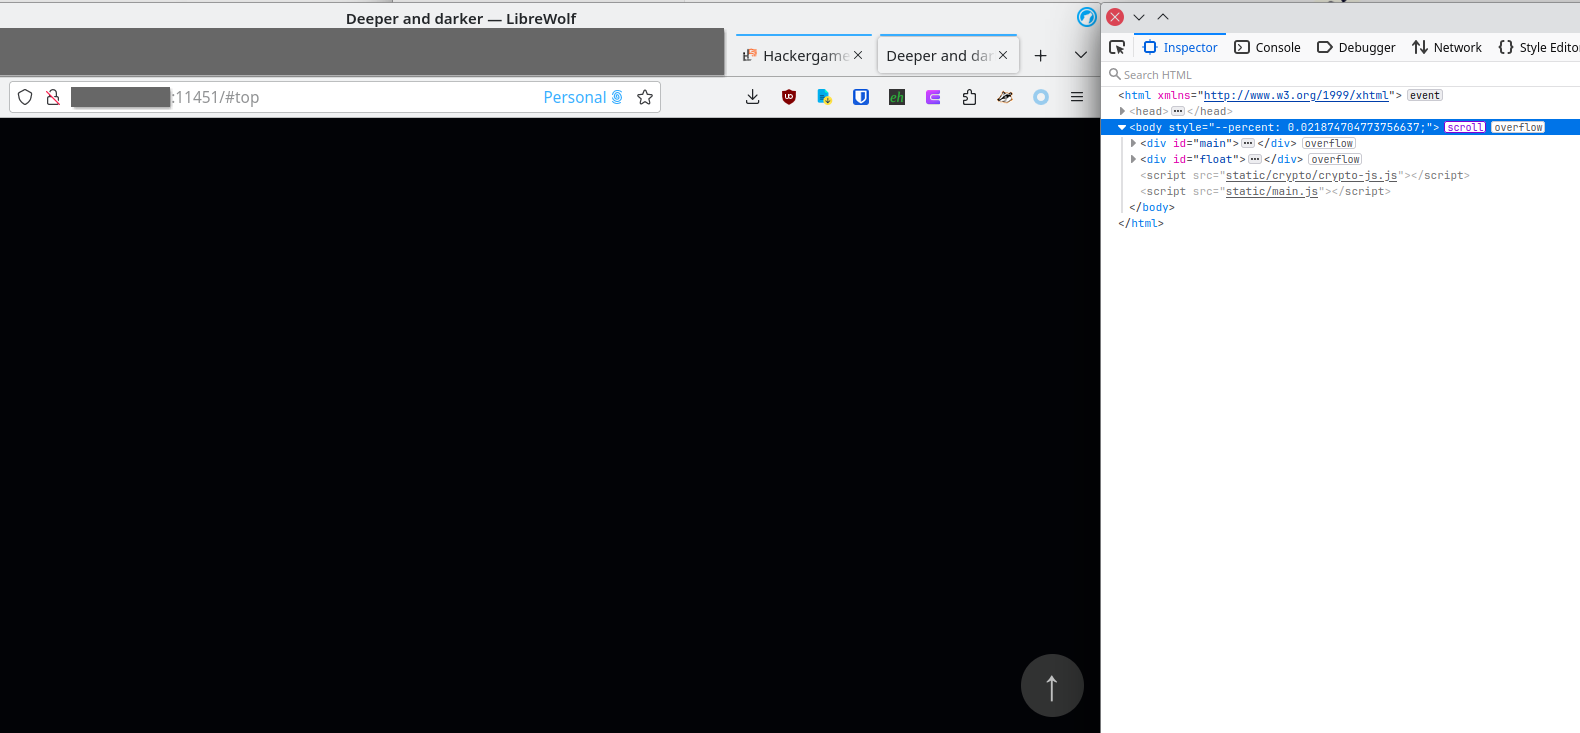 Deeper and darker — LibreWolf
Hackergame
Deeper and dar
:11451/#top
Personal
UD
eh
↑
Inspector
Console
Debugger
Network
Style Edito
Search HTML
<html xmlns="http://www.w3.org/1999/xhtml"> event
<head> ••• </head>
<body style="--percent: 0.021874704773756637;"> scroll overflow
<div id="main"> ••• </div> overflow
<div id="float"> ••• </div> overflow
<script src="static/crypto/crypto-js.js"></script>
<script src="static/main.js"></script>
</body>
</html>